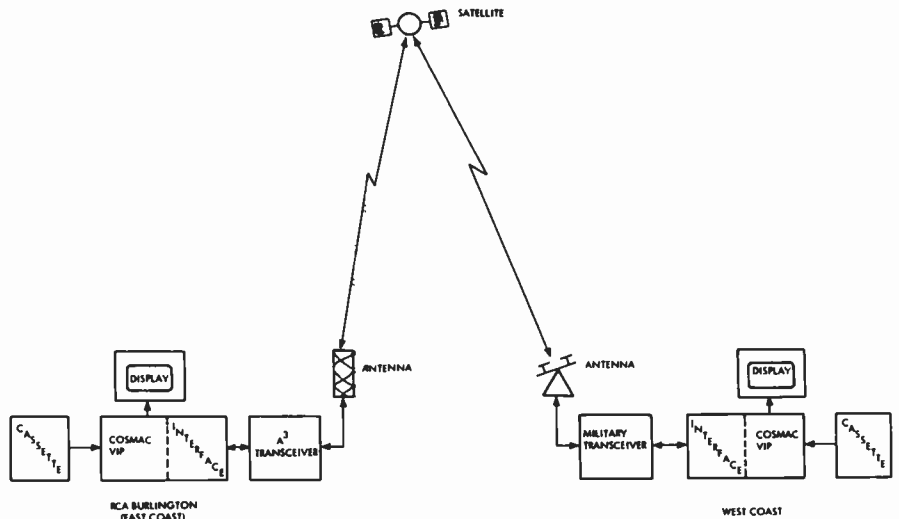 SATELLITE
ANTENNA
ANTENNA
DISPLAY
DISPLAY
CASSETTE
COSMAC
VIP
INTERFACE
A³
TRANSCEIVER
MILITARY
TRANSCEIVER
INTERFACE
COSMAC
VIP
CASSETTE
RCA BURLINGTON
(EAST COAST)
WEST COAST